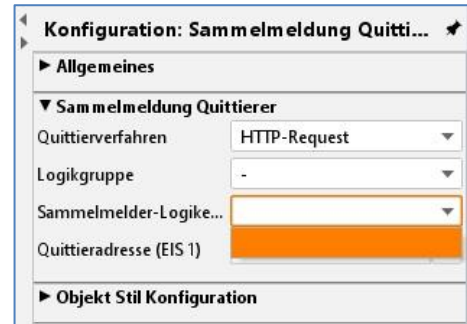 Konfiguration: Sammelmeldung Quitti...
▶ Allgemeines
▼ Sammelmeldung Quittierer
Quittierverfahren HTTP-Request
Logikgruppe -
Sammelmelder-Logike...
Quittieradresse (EIS 1)
▶ Objekt Stil Konfiguration